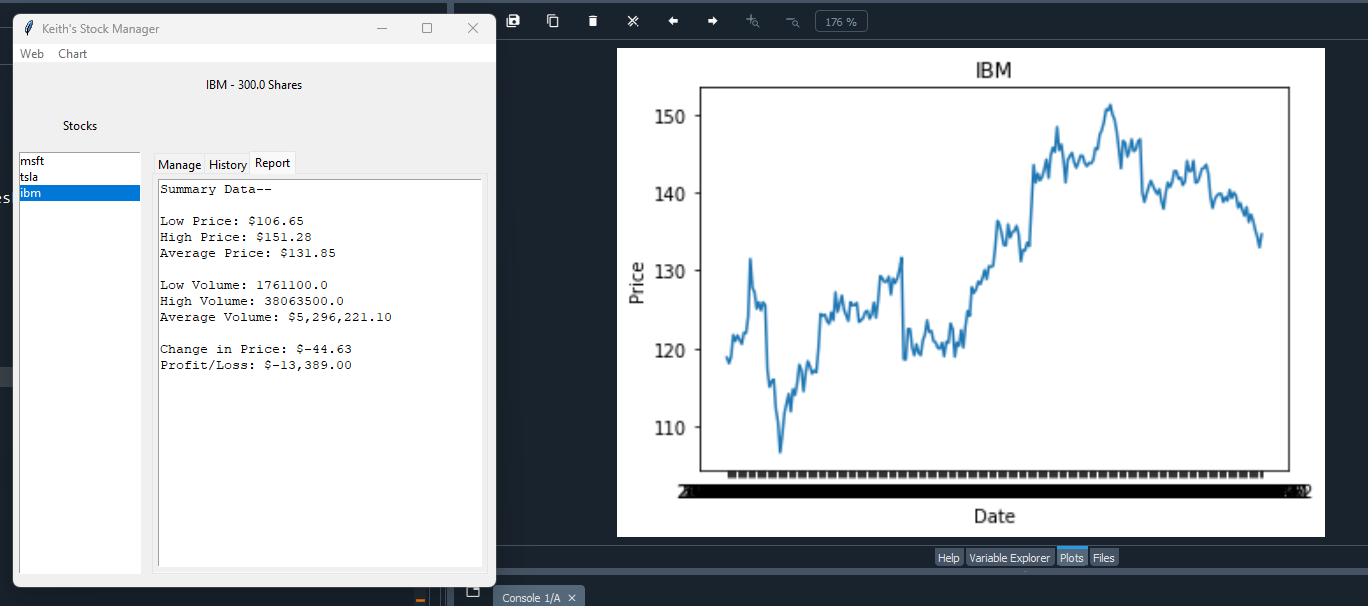 Keith's Stock Manager
Web Chart
IBM - 300.0 Shares
Stocks
msft
tsla
ibm
Manage History Report
Summary Data--
Low Price: $106.65
High Price: $151.28
Average Price: $131.85
Low Volume: 1761100.0
High Volume: 38063500.0
Average Volume: $5,296,221.10
Change in Price: $-44.63
Profit/Loss: $-13,389.00
es
176 %
IBM
150
140
130
120
110
Price
Date
Help Variable Explorer Plots Files
Console 1/A